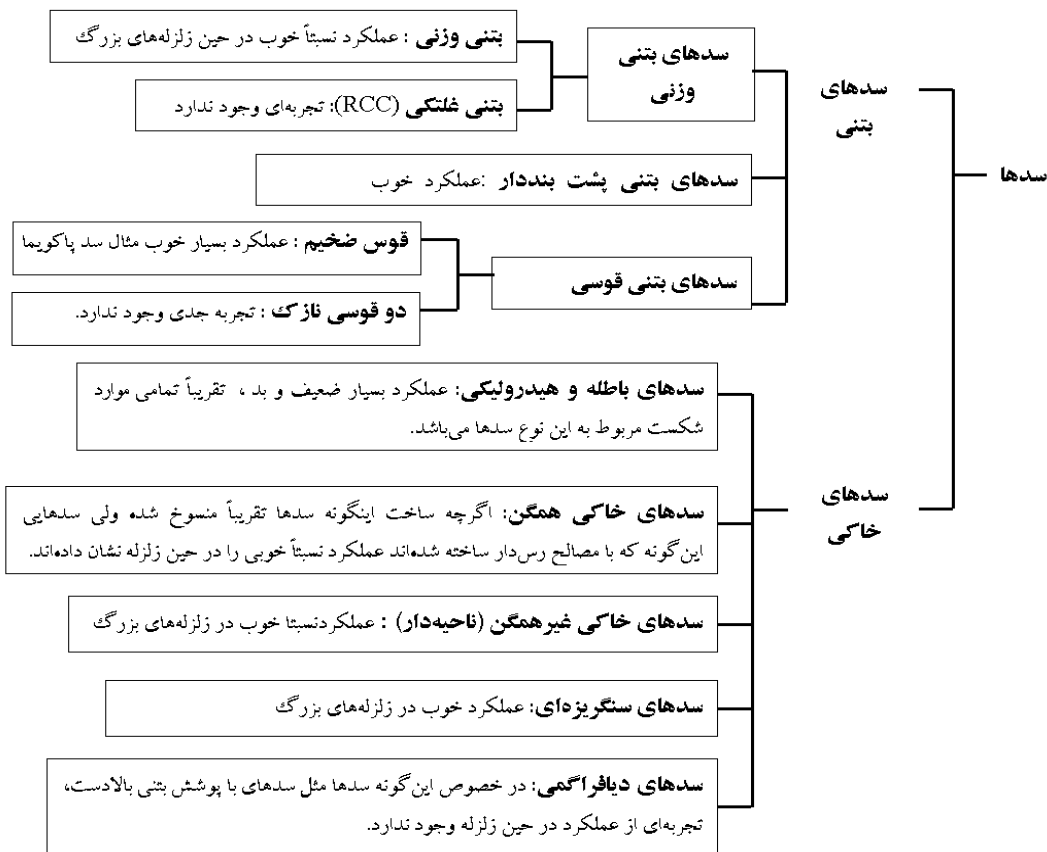 سدها
سدهای
بتنی
سدهای بتنی
وزنی
بتنی وزنی : عملکرد نسبتاً خوب در حین زلزله‌های بزرگ
بتنی غلتکی (RCC): تجربه‌ای وجود ندارد
سدهای بتنی پشت بنددار :عملکرد خوب
سدهای بتنی قوسی
قوس ضخیم : عملکرد بسیار خوب مثال سد پاکویما
دو قوسی نازک : تجربه جدی وجود ندارد.
سدهای
خاکی
سدهای باطله و هیدرولیکی: عملکرد بسیار ضعیف و بد ، تقریباً تمامی موارد
شکست مربوط به این نوع سدها می‌باشد.
سدهای خاکی همگن: اگرچه ساخت اینگونه سدها تقریباً منسوخ شده ولی سدهایی
این‌گونه که با مصالح رس‌دار ساخته شده‌اند عملکرد نسبتاً خوبی را در حین زلزله نشان داده‌اند.
سدهای خاکی غیرهمگن (ناحیه‌دار) : عملکردنسبتا خوب در زلزله‌های بزرگ
سدهای سنگریزه‌ای: عملکرد خوب در زلزله‌های بزرگ
سدهای دیافراگمی: در خصوص این‌گونه سدها مثل سدهای با پوشش بتنی بالادست،
تجربه‌ای از عملکرد در حین زلزله وجود ندارد.